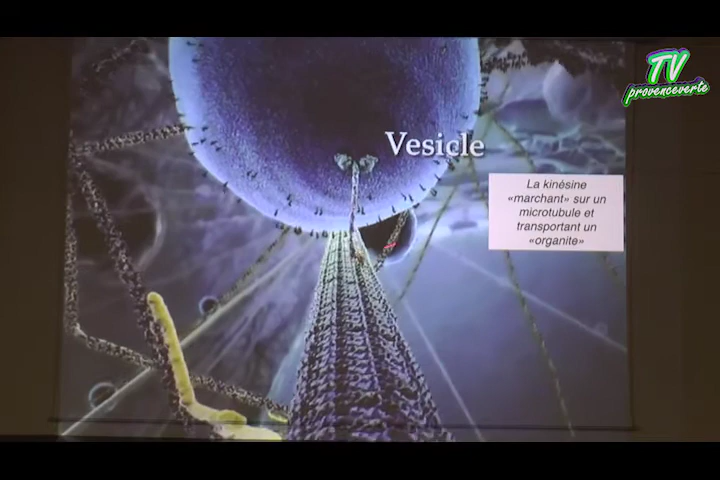 TV
provenceverte
Vesicle
La kinésine
«marchant» sur un
microtubule et
transportant un
«organite»